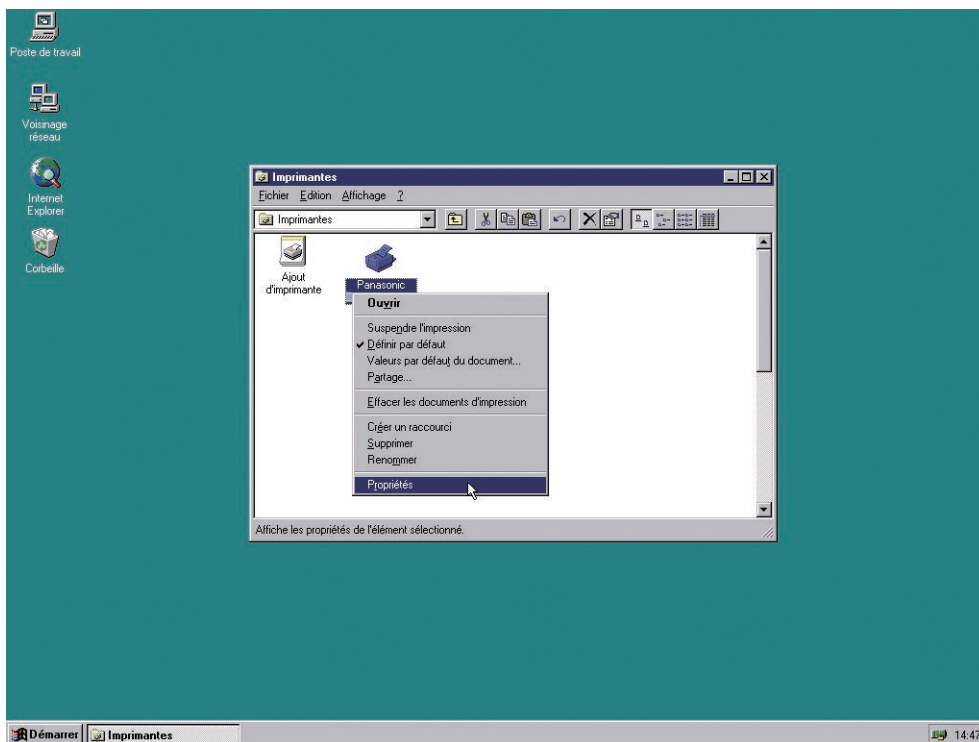 Poste de travail
Voisinage
réseau
Internet
Explorer
Corbeille
Imprimantes
Fichier Edition Affichage ?
Imprimantes
Ajout
d'imprimante
Panasonic
Ouvrir
Suspendre l'impression
Définir par défaut
Valeurs par défaut du document...
Partage...
Effacer les documents d'impression
Créer un raccourci
Supprimer
Renommer
Propriétés
Affiche les propriétés de l'élément sélectionné.
Démarrer
Imprimantes